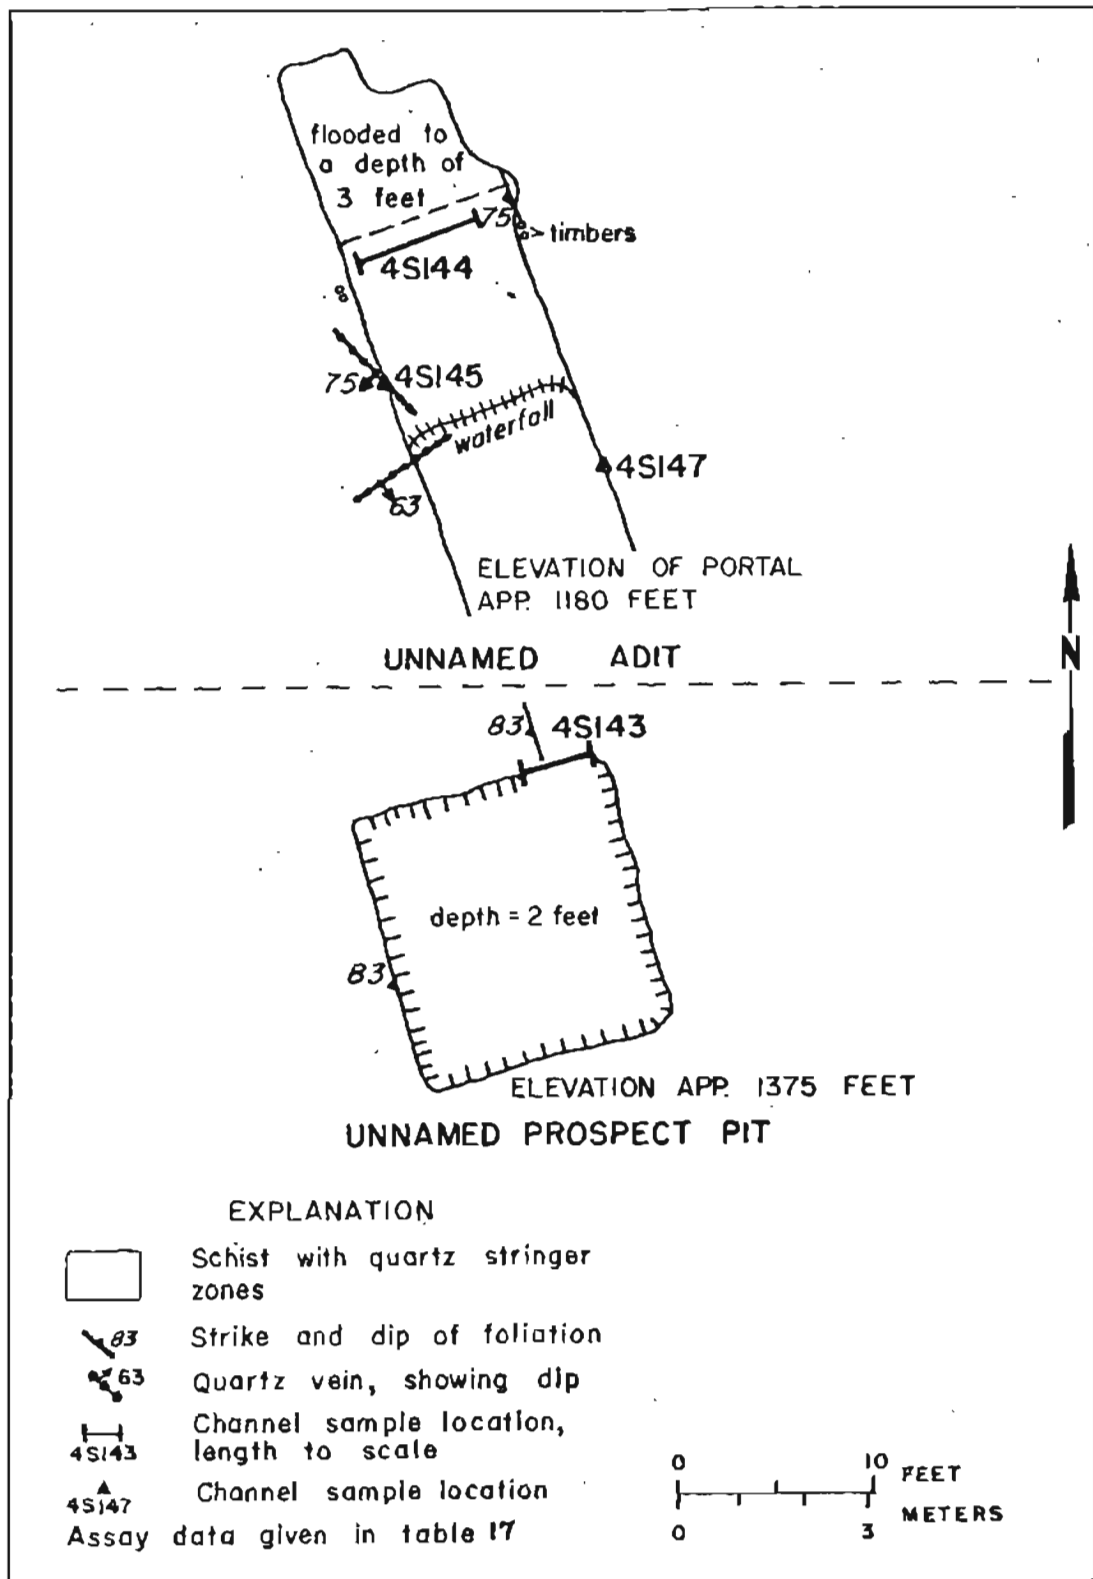 flooded to
a depth of
3 feet
75
timbers
4S144
75
4S145
waterfall
4S147
63
ELEVATION OF PORTAL
APP. 1180 FEET
UNNAMED ADIT
N
83
4S143
depth = 2 feet
83
ELEVATION APP. 1375 FEET
UNNAMED PROSPECT PIT
EXPLANATION
Schist with quartz stringer
zones
83
Strike and dip of foliation
63
Quartz vein, showing dip
Channel sample location,
length to scale
4S143
Channel sample location
4S147
Assay data given in table 17
0 10 FEET
0 3 METERS